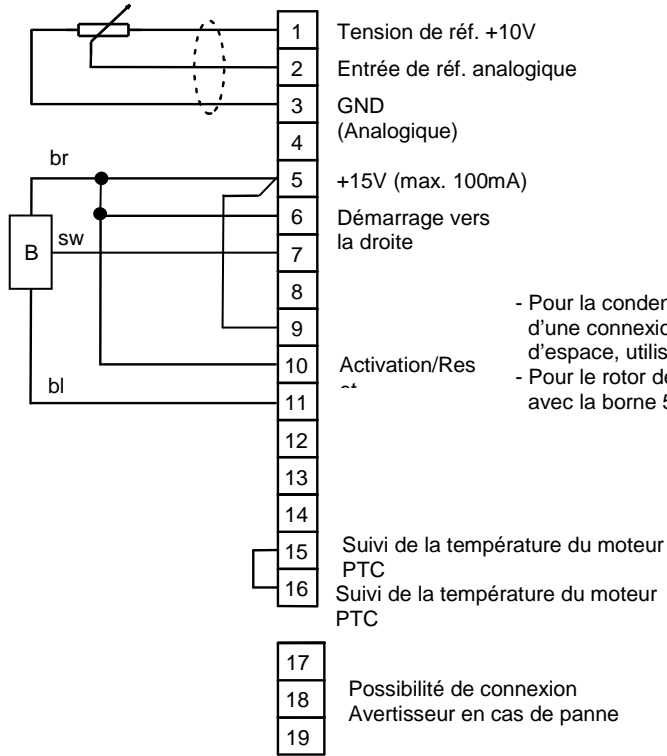 1 Tension de réf. +10V
2 Entrée de réf. analogique
3 GND
(Analogique)
4
br
5 +15V (max. 100mA)
6 Démarrage vers
la droite
B sw 7
8
9
10 Activation/Res
bl
11
12
13
14
15 Suivi de la température du moteur
PTC
16 Suivi de la température du moteur
PTC
17
18 Possibilité de connexion
Avertisseur en cas de panne
19
- Pour la conden
d'une connexio
d'espace, utilis
- Pour le rotor de
avec la borne 5